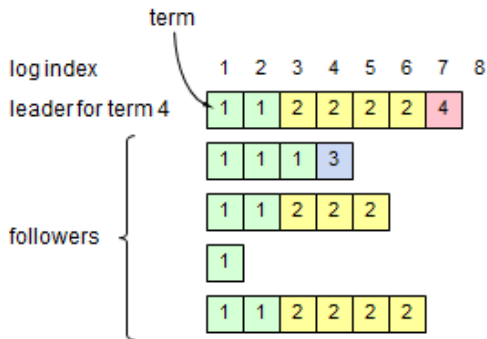 term
log index 1 2 3 4 5 6 7 8
leader for term 4 1 1 2 2 2 2 4
1 1 1 3
1 1 2 2 2
followers
1
1 1 2 2 2 2